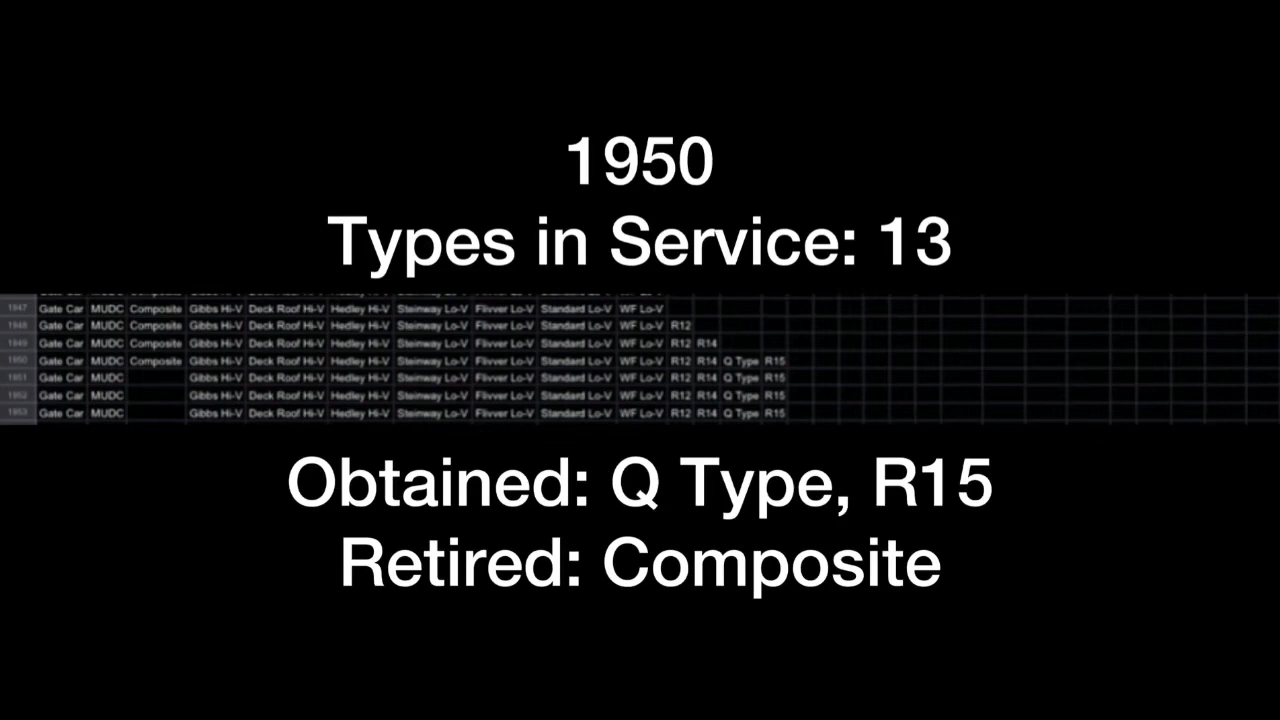 1950
Types in Service: 13
1947 Gate Car MUDC Composite Gibbs Hi-V Deck Roof Hi-V Hedley Hi-V Steinway Lo-V Flivver Lo-V Standard Lo-V WF Lo-V
1948 Gate Car MUDC Composite Gibbs Hi-V Deck Roof Hi-V Hedley Hi-V Steinway Lo-V Flivver Lo-V Standard Lo-V WF Lo-V R12
1949 Gate Car MUDC Composite Gibbs Hi-V Deck Roof Hi-V Hedley Hi-V Steinway Lo-V Flivver Lo-V Standard Lo-V WF Lo-V R12 R14
1950 Gate Car MUDC Composite Gibbs Hi-V Deck Roof Hi-V Hedley Hi-V Steinway Lo-V Flivver Lo-V Standard Lo-V WF Lo-V R12 R14 Q Type R15
1951 Gate Car MUDC Gibbs Hi-V Deck Roof Hi-V Hedley Hi-V Steinway Lo-V Flivver Lo-V Standard Lo-V WF Lo-V R12 R14 Q Type R15
1952 Gate Car MUDC Gibbs Hi-V Deck Roof Hi-V Hedley Hi-V Steinway Lo-V Flivver Lo-V Standard Lo-V WF Lo-V R12 R14 Q Type R15
1953 Gate Car MUDC Gibbs Hi-V Deck Roof Hi-V Hedley Hi-V Steinway Lo-V Flivver Lo-V Standard Lo-V WF Lo-V R12 R14 Q Type R15
Obtained: Q Type, R15
Retired: Composite